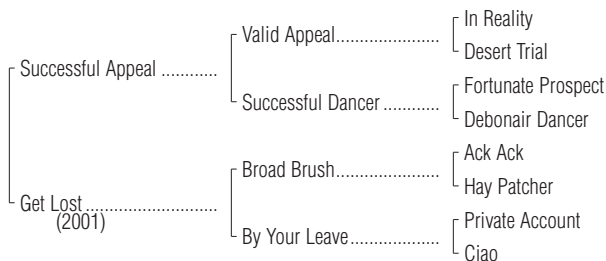 In Reality
Valid Appeal
Desert Trial
Successful Appeal
Fortunate Prospect
Successful Dancer
Debonair Dancer
Ack Ack
Broad Brush
Hay Patcher
Get Lost
(2001)
Private Account
By Your Leave
Ciao